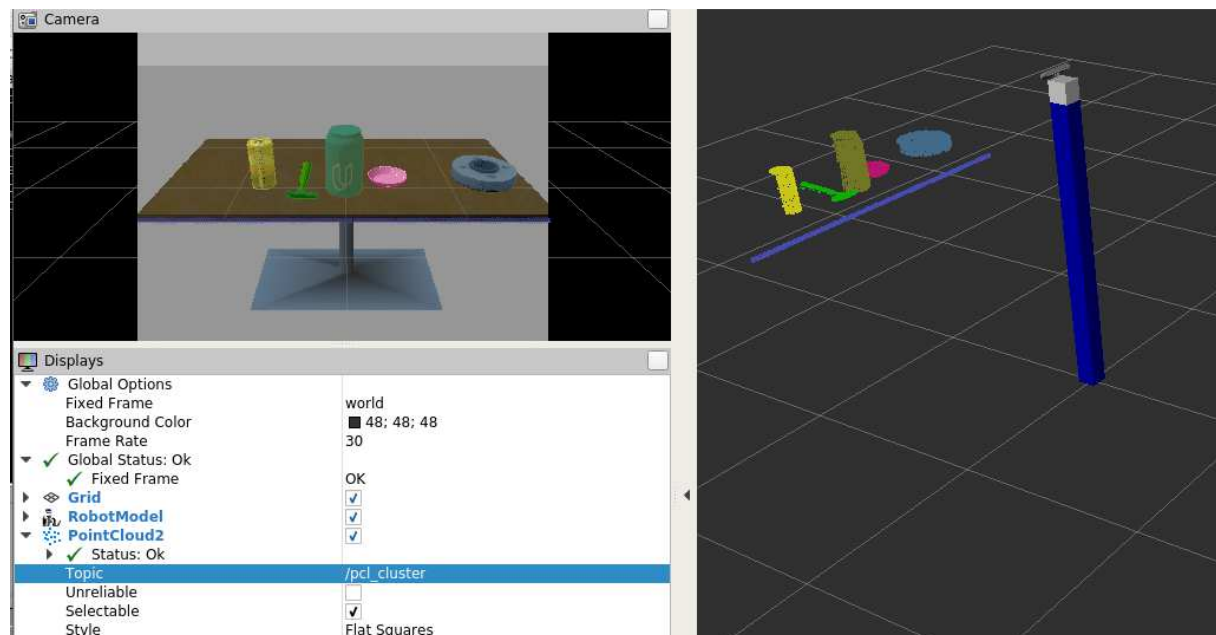 Camera
Displays
Global Options
Fixed Frame world
Background Color 48; 48; 48
Frame Rate 30
Global Status: Ok
Fixed Frame OK
Grid
RobotModel
PointCloud2
Status: Ok
Topic /pcl_cluster
Unreliable
Selectable
Style Flat Squares